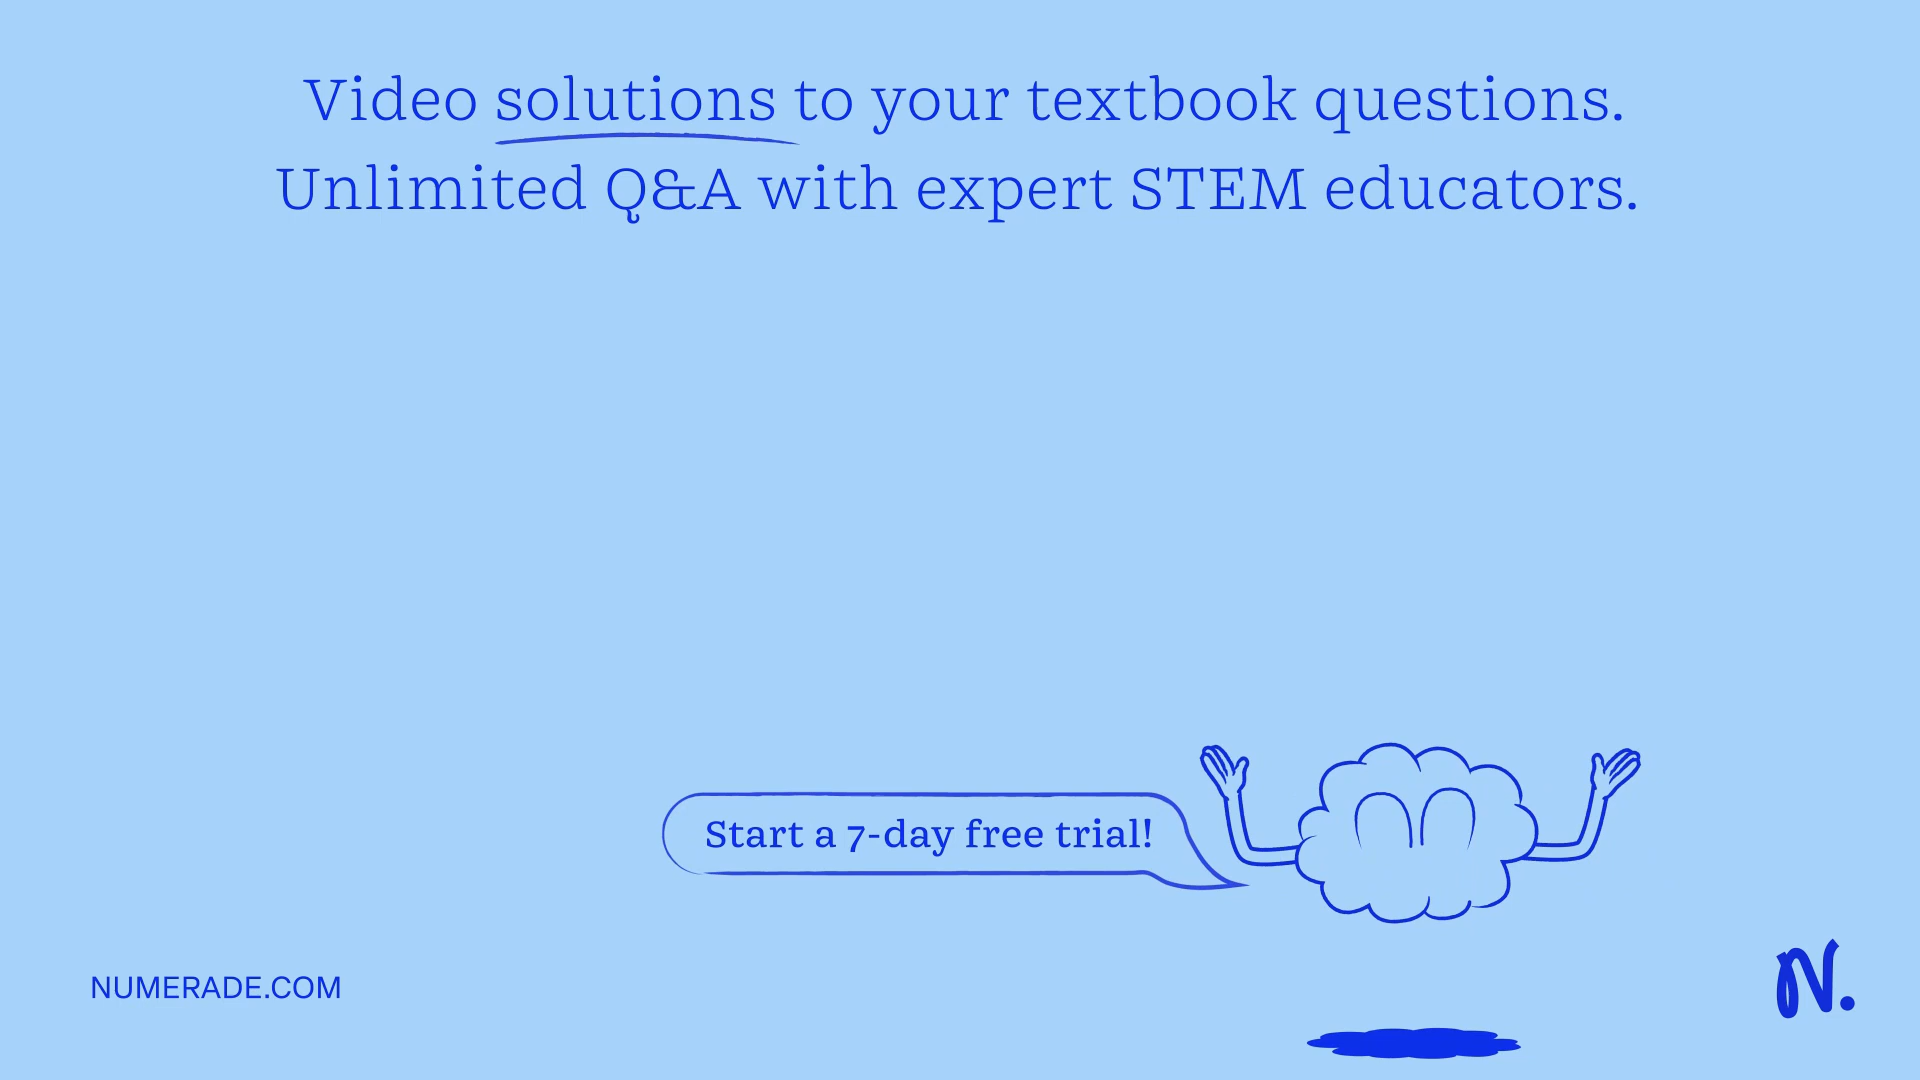 Video solutions to your textbook questions.
Unlimited Q&A with expert STEM educators.
Start a 7-day free trial!
NUMERADE.COM
N.